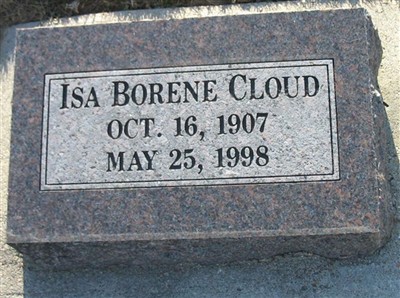 ISA BORENE CLOUD
OCT. 16, 1907
MAY 25, 1998